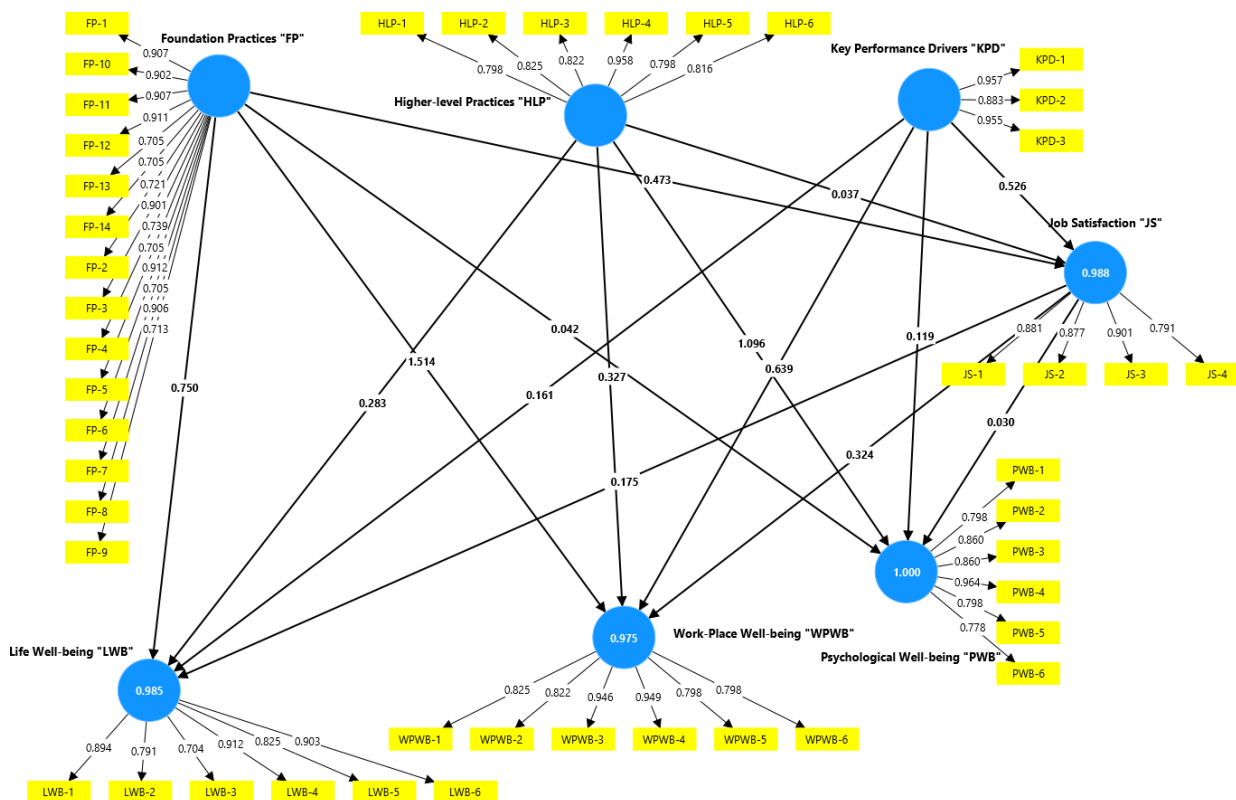 FP-1
HLP-1
HLP-2
HLP-3
HLP-4
HLP-5
HLP-6
Foundation Practices "FP"
Key Performance Drivers "KPD"
FP-10
0.907
0.902
KPD-1
FP-11
0.907
0.798
0.825
0.822
0.958
0.798
0.816
0.957
KPD-2
0.883
Higher-level Practices "HLP"
FP-12
0.911
0.955
KPD-3
0.705
FP-13
0.705
0.721
0.473
0.037
0.526
FP-14
0.901
0.739
Job Satisfaction "JS"
FP-2
0.705
0.912
0.988
FP-3
0.705
0.906
0.713
0.042
0.119
0.881
0.877
0.901
0.791
FP-4
1.096
1.514
0.327
0.639
JS-1
JS-2
JS-3
JS-4
FP-5
0.750
0.283
0.161
FP-6
0.030
FP-7
0.324
PWB-1
0.175
FP-8
0.798
PWB-2
0.860
FP-9
0.860
PWB-3
1.000
0.964
PWB-4
0.798
0.778
PWB-5
0.975
Work-Place Well-being "WPWB"
Life Well-being "LWB"
Psychological Well-being "PWB"
PWB-6
0.985
0.825
0.822
0.946
0.949
0.798
0.798
WPWB-1
WPWB-2
WPWB-3
WPWB-4
WPWB-5
WPWB-6
0.894
0.791
0.704
0.912
0.825
0.903
LWB-1
LWB-2
LWB-3
LWB-4
LWB-5
LWB-6